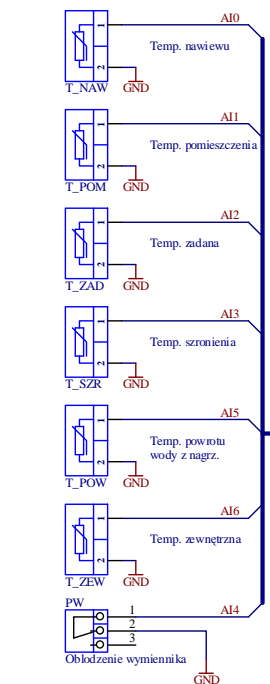 AI0
1
Temp. nawiewu
2
T_NAW GND
AI1
1
Temp. pomieszczenia
2
T_POM GND
AI2
1
Temp. zadana
2
T_ZAD GND
AI3
1
Temp. szronienia
2
T_SZR GND
AI5
1
Temp. powrotu
wody z nagrz.
2
T_POW GND
AI6
1
Temp. zewnętrzna
2
T_ZEW GND
PW
1 AI4
2
3
Oblodzenie wymiennika
GND